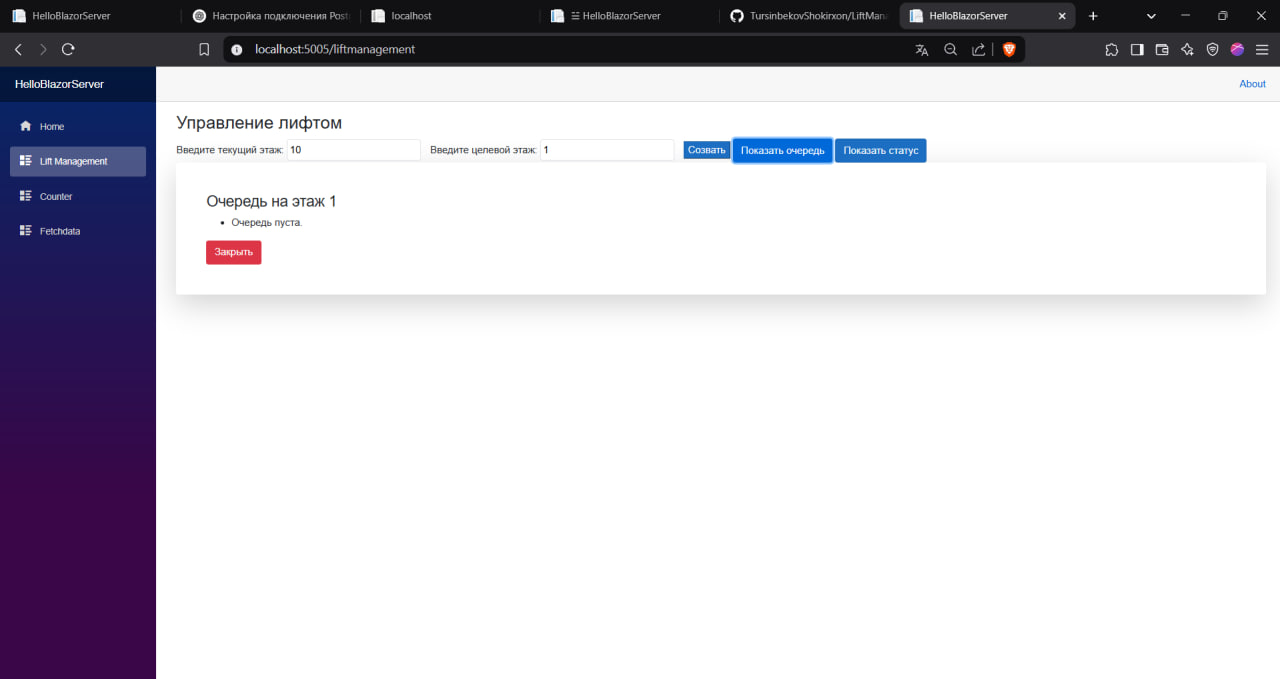 HelloBlazorServer
Настройка подключения Post
localhost
☱ HelloBlazorServer
TursinbekovShokirxon/LiftMana
HelloBlazorServer
localhost:5005/liftmanagement
HelloBlazorServer
About
Home
Lift Management
Counter
Fetchdata
Управление лифтом
Введите текущий этаж: 10 Введите целевой этаж: 1 Созвать Показать очередь Показать статус
Очередь на этаж 1
• Очередь пуста.
Закрыть